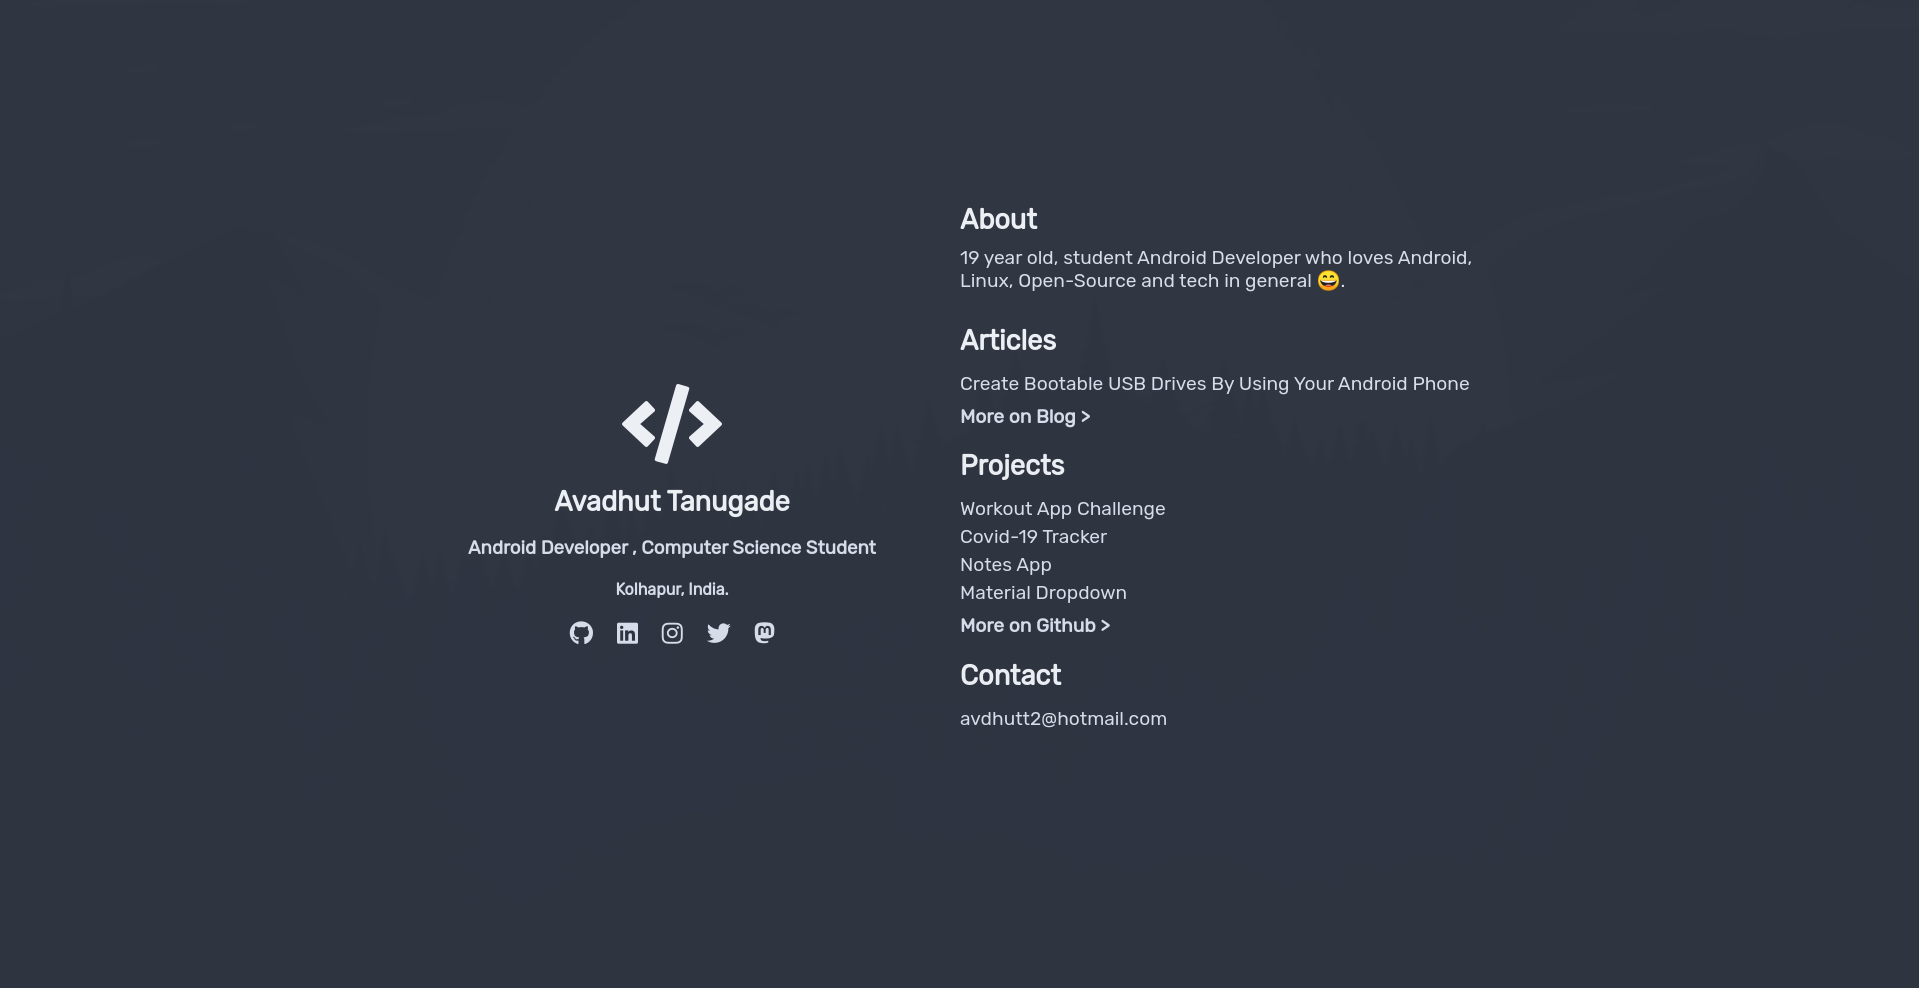 Avadhut Tanugade
Android Developer , Computer Science Student
Kolhapur, India.
About
19 year old, student Android Developer who loves Android,
Linux, Open-Source and tech in general 😄.
Articles
Create Bootable USB Drives By Using Your Android Phone
More on Blog >
Projects
Workout App Challenge
Covid-19 Tracker
Notes App
Material Dropdown
More on Github >
Contact
avdhutt2@hotmail.com